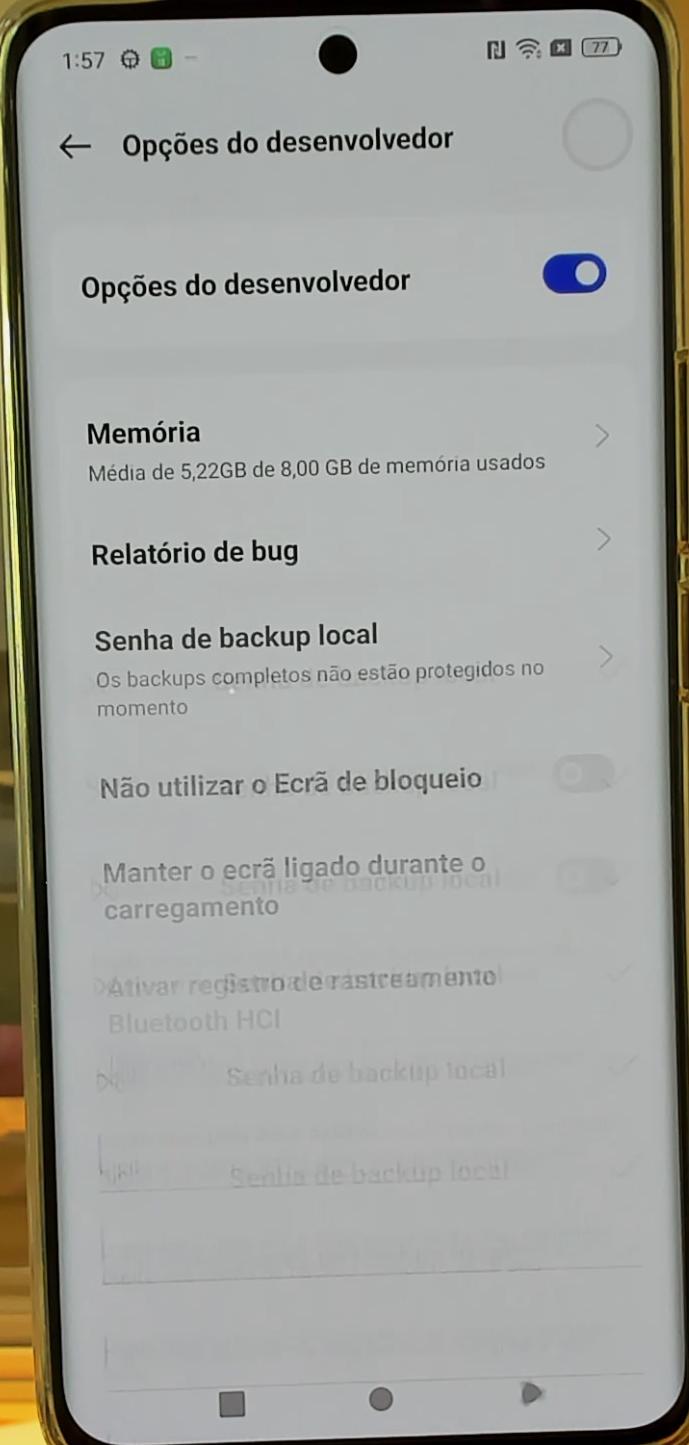 1:57
77
Opções do desenvolvedor
Opções do desenvolvedor
Memória
Média de 5,22GB de 8,00 GB de memória usados
Relatório de bug
Senha de backup local
Os backups completos não estão protegidos no
momento
Não utilizar o Ecrã de bloqueio
Manter o ecrã ligado durante o
Senha de backup local
carregamento
Ativar registro de rastreamento
Bluetooth HCI
Senha de backup local
Senha de backup local